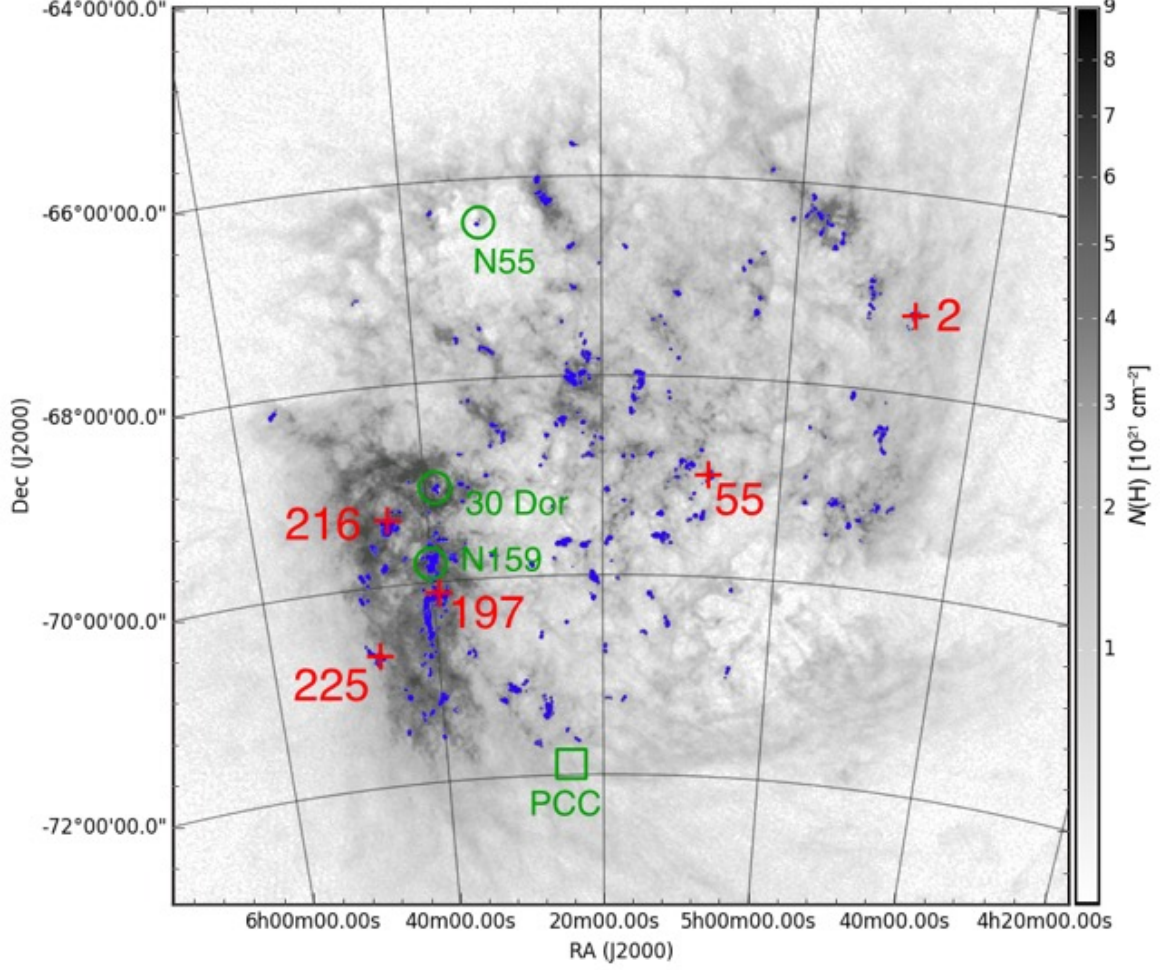 -64°00'00.0"
-66°00'00.0"
-68°00'00.0"
-70°00'00.0"
-72°00'00.0"
Dec (J2000)
N55
2
30 Dor
55
216
N159
197
225
PCC
6h00m00.00s 40m00.00s 20m00.00s 5h00m00.00s 40m00.00s 4h20m00.00s
RA (J2000)
9
8
7
6
5
4
3
2
1
N(H) [10²¹ cm⁻²]